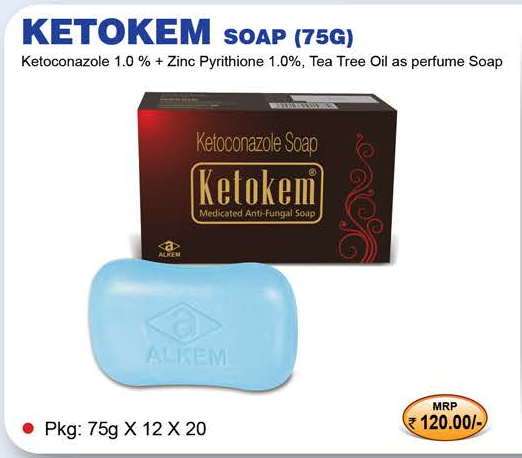 KETOKEM SOAP (75G)
Ketoconazole 1.0 % + Zinc Pyrithione 1.0%, Tea Tree Oil as perfume Soap
Ketoconazole Soap
Ketokem®
Medicated Anti-Fungal Soap
a
ALKEM
a
ALKEM
MRP
₹ 120.00/-
Pkg: 75g X 12 X 20